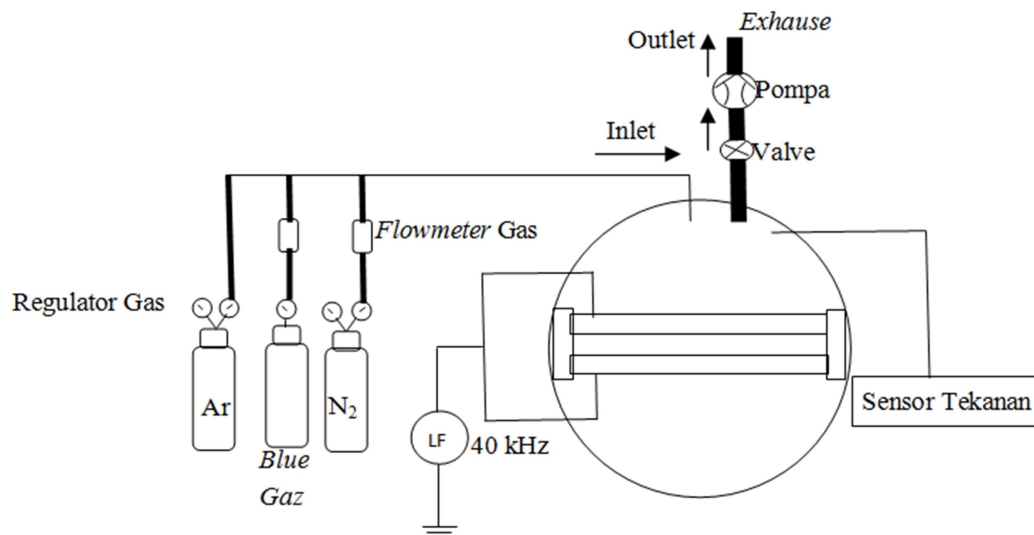 Exhause
Outlet
Pompa
Inlet
Valve
Flowmeter Gas
Regulator Gas
Ar
N₂
Blue
Gaz
LF
40 kHz
Sensor Tekanan